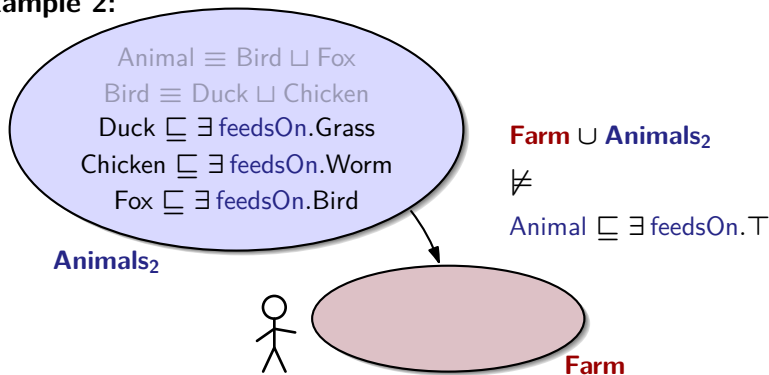 ample 2:
Animal ≡ Bird ⊔ Fox
Bird ≡ Duck ⊔ Chicken
Duck ⊑ ∃ feedsOn.Grass
Chicken ⊑ ∃ feedsOn.Worm
Fox ⊑ ∃ feedsOn.Bird
Animals₂
Farm ∪ Animals₂
⊭
Animal ⊑ ∃ feedsOn.⊤
Farm